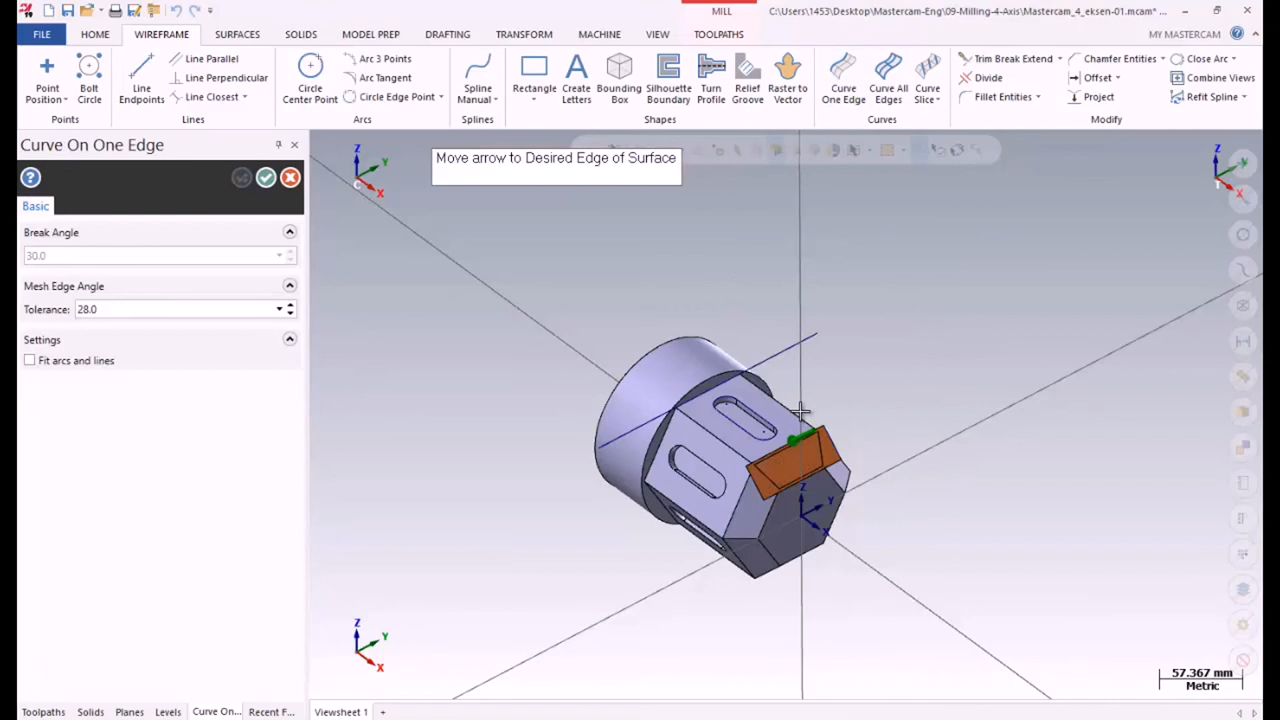 MILL
C:\Users\1453\Desktop\Mastercam-Eng\09-Milling-4-Axis\Mastercam_4_eksen-01.mcam*
FILE
HOME
WIREFRAME
SURFACES
SOLIDS
MODEL PREP
DRAFTING
TRANSFORM
MACHINE
VIEW
TOOLPATHS
MY MASTERCAM
Point
Position
Bolt
Circle
Points
Line
Endpoints
Line Parallel
Line Perpendicular
Line Closest
Lines
Circle
Center Point
Arc 3 Points
Arc Tangent
Circle Edge Point
Arcs
Spline
Manual
Splines
Rectangle
Create
Letters
Bounding
Box
Silhouette
Boundary
Turn
Profile
Relief
Groove
Raster to
Vector
Shapes
Curve
One Edge
Curve All
Edges
Curve
Slice
Curves
Trim Break Extend
Divide
Fillet Entities
Chamfer Entities
Offset
Project
Close Arc
Combine Views
Refit Spline
Modify
Curve On One Edge
Basic
Break Angle
30.0
Mesh Edge Angle
Tolerance: 28.0
Settings
Fit arcs and lines
Move arrow to Desired Edge of Surface
Z
Y
X
C
Z
Y
X
T
Z
Y
X
Z
Y
X
57.367 mm
Metric
Toolpaths
Solids
Planes
Levels
Curve On...
Recent F...
Viewsheet 1
+